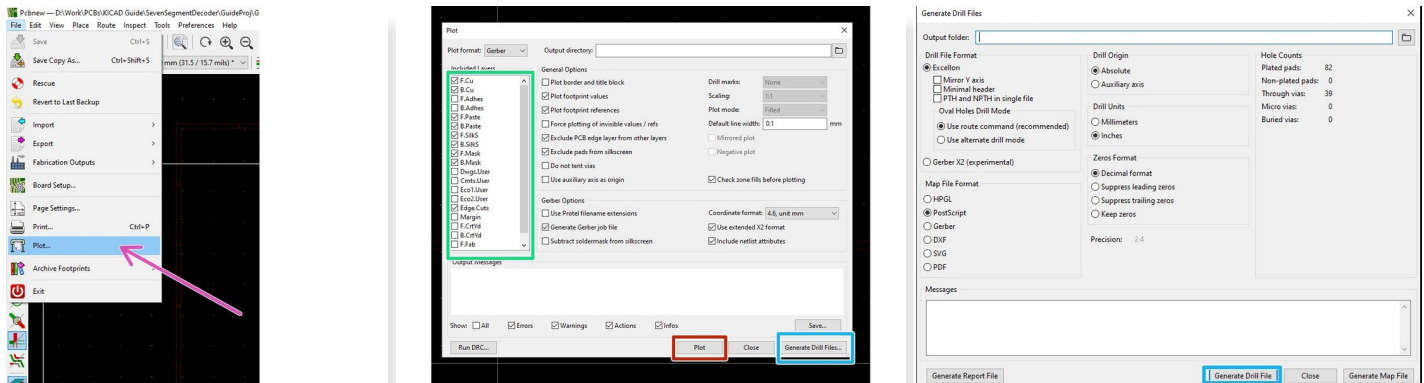 Pcbnew — D:\Work\PCBs\KICAD Guide\SevenSegmentDecoder\GuideProj\G
File Edit View Place Route Inspect Tools Preferences Help
Save Ctrl+S
Save Copy As... Ctrl+Shift+S
mm (31.5 / 15.7 mils) *
Rescue
Revert to Last Backup
Import
Export
Fabrication Outputs
Board Setup...
Page Settings...
Print... Ctrl+P
Plot...
Archive Footprints
Exit
Plot
Plot format: Gerber Output directory:
Included Layers
F.Cu
B.Cu
F.Adhes
B.Adhes
F.Paste
B.Paste
F.SilkS
B.SilkS
F.Mask
B.Mask
Dwgs.User
Cmts.User
Eco1.User
Eco2.User
Edge.Cuts
Margin
F.CrtYd
B.CrtYd
F.Fab
General Options
Plot border and title block
Plot footprint values
Plot footprint references
Force plotting of invisible values / refs
Exclude PCB edge layer from other layers
Exclude pads from silkscreen
Do not tent vias
Use auxiliary axis as origin
Drill marks: None
Scaling: 1:1
Plot mode: Filled
Default line width: 0.1 mm
Mirrored plot
Negative plot
Check zone fills before plotting
Gerber Options
Use Protel filename extensions
Generate Gerber job file
Subtract soldermask from silkscreen
Coordinate format: 4.6, unit mm
Use extended X2 format
Include netlist attributes
Output Messages
Show: All Errors Warnings Actions Infos Save...
Run DRC... Plot Close Generate Drill Files...
Generate Drill Files
Output folder:
Drill File Format
Excellon
Mirror Y axis
Minimal header
PTH and NPTH in single file
Oval Holes Drill Mode
Use route command (recommended)
Use alternate drill mode
Gerber X2 (experimental)
Map File Format
HPGL
PostScript
Gerber
DXF
SVG
PDF
Drill Origin
Absolute
Auxiliary axis
Drill Units
Millimeters
Inches
Zeros Format
Decimal format
Suppress leading zeros
Suppress trailing zeros
Keep zeros
Precision: 2:4
Hole Counts
Plated pads: 82
Non-plated pads: 0
Through vias: 39
Micro vias: 0
Buried vias: 0
Messages
Generate Report File Generate Drill File Close Generate Map File